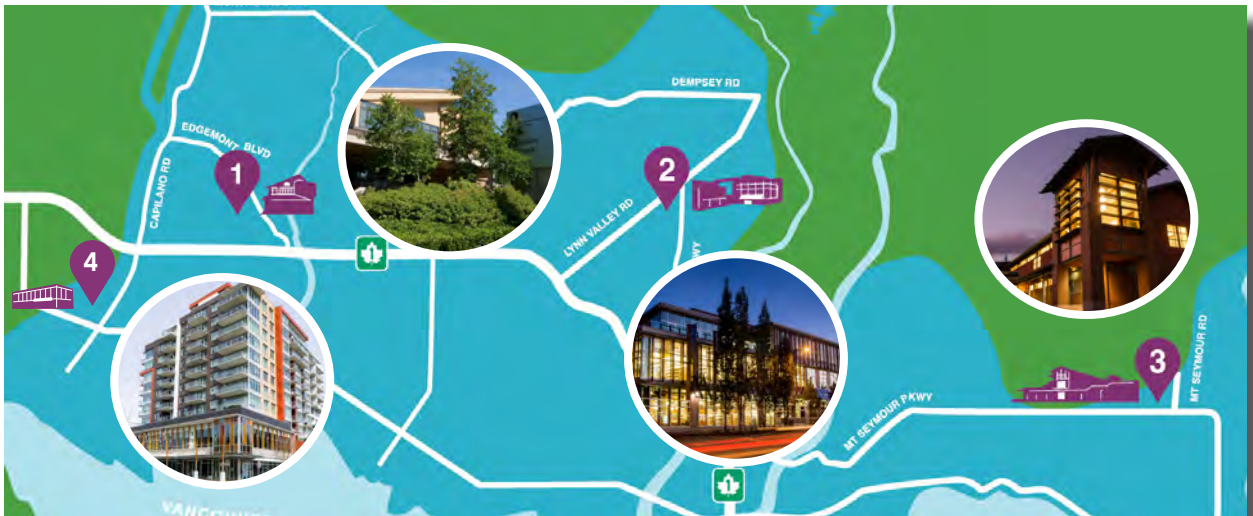 DEMPSEY RD
EDGEMONT BLVD
1
2
CAPILANO RD
LYNN VALLEY RD
WY
1
4
MT SEYMOUR RD
3
MT SEYMOUR PKWY
1